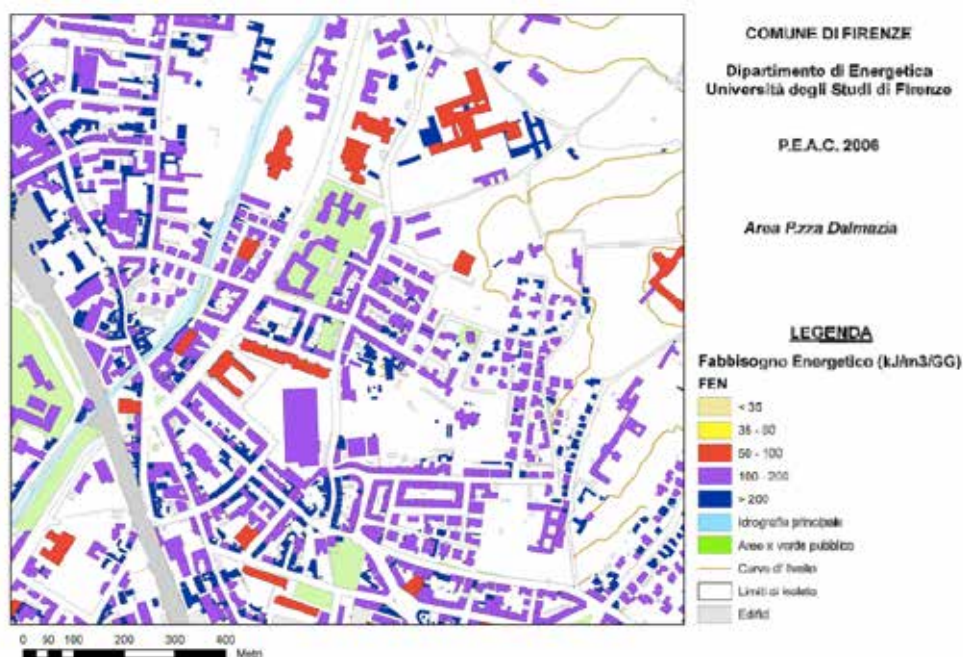 COMUNE DI FIRENZE
Dipartimento di Energetica
Università degli Studi di Firenze
P.E.A.C. 2006
Area P.zza Dalmazia
LEGENDA
Fabbisogno Energetico (kJ/m3/GG)
FEN
< 35
50 - 100
100 - 200
> 200
Idrografia principale
Aree x verde pubblico
Curve di livello
Limiti di isolato
Edifici
0 50 100 200 300 400
Metri